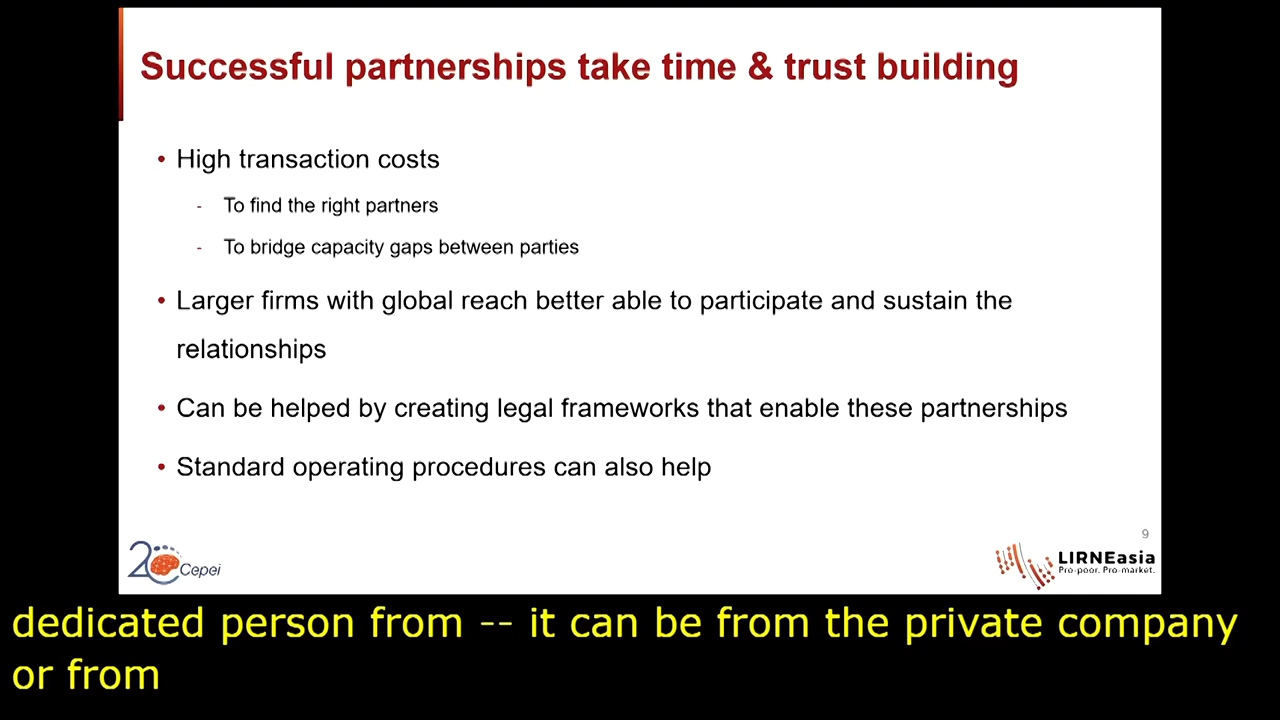 Successful partnerships take time & trust building
• High transaction costs
- To find the right partners
- To bridge capacity gaps between parties
• Larger firms with global reach better able to participate and sustain the
relationships
• Can be helped by creating legal frameworks that enable these partnerships
• Standard operating procedures can also help
9
20 Cepei
LIRNEasia
Pro-poor. Pro-market.
dedicated person from -- it can be from the private company
or from